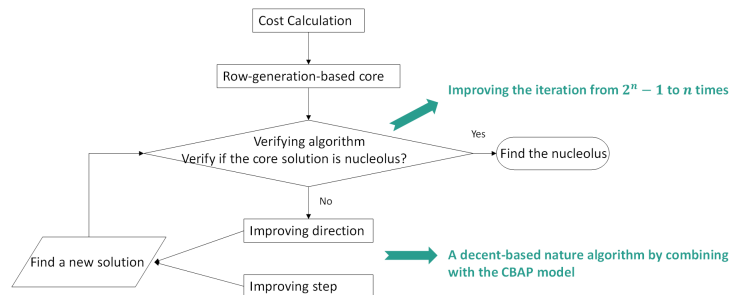 Cost Calculation
Row-generation-based core
Improving the iteration from 2ⁿ − 1 to n times
Verifying algorithm
Verify if the core solution is nucleolus?
Yes
Find the nucleolus
No
Improving direction
Find a new solution
A decent-based nature algorithm by combining
with the CBAP model
Improving step